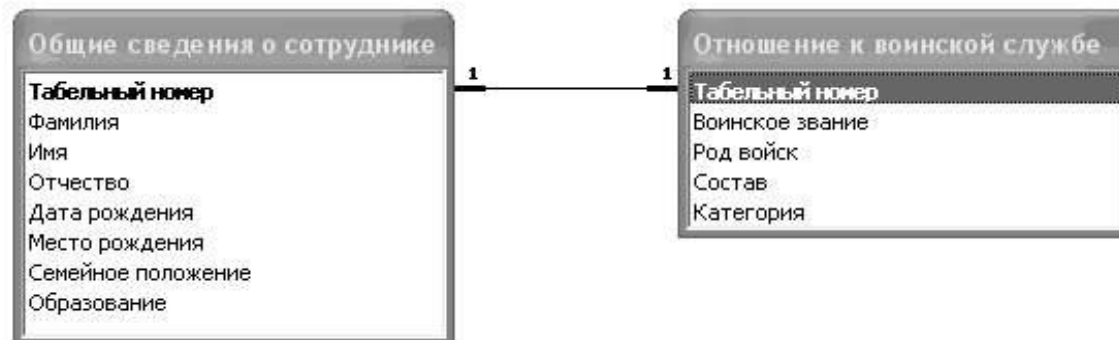 Общие сведения о сотруднике
Табельный номер
Фамилия
Имя
Отчество
Дата рождения
Место рождения
Семейное положение
Образование
1
1
Отношение к воинской службе
Табельный номер
Воинское звание
Род войск
Состав
Категория